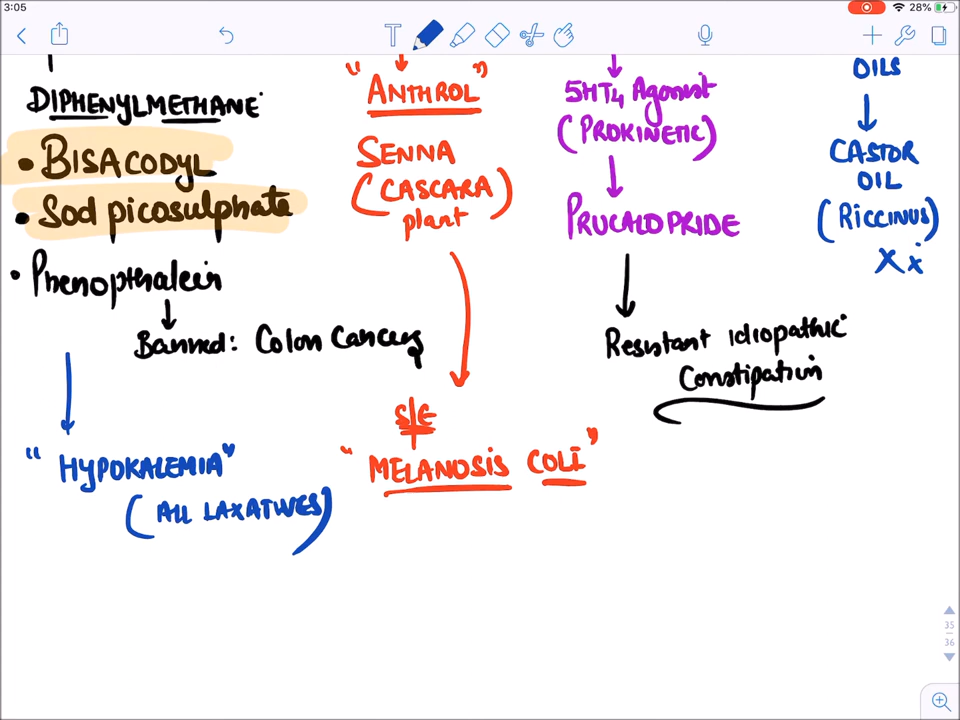 3:05
28%
T
DIPHENYLMETHANE
• BISACODYL
• Sod picosulphate
• Phenopthalein
Banned: Colon Cancer
"HYPOKALEMIA"
(ALL LAXATIVES)
"ANTHROL"
SENNA
(CASCARA)
plant
S/E
"MELANOSIS COLI"
5HT4 Agonist
(PROKINETIC)
PRUCALOPRIDE
Resistant Idiopathic
Constipation
OILS
CASTOR
OIL
(RICCINUS)
Xx
35
36